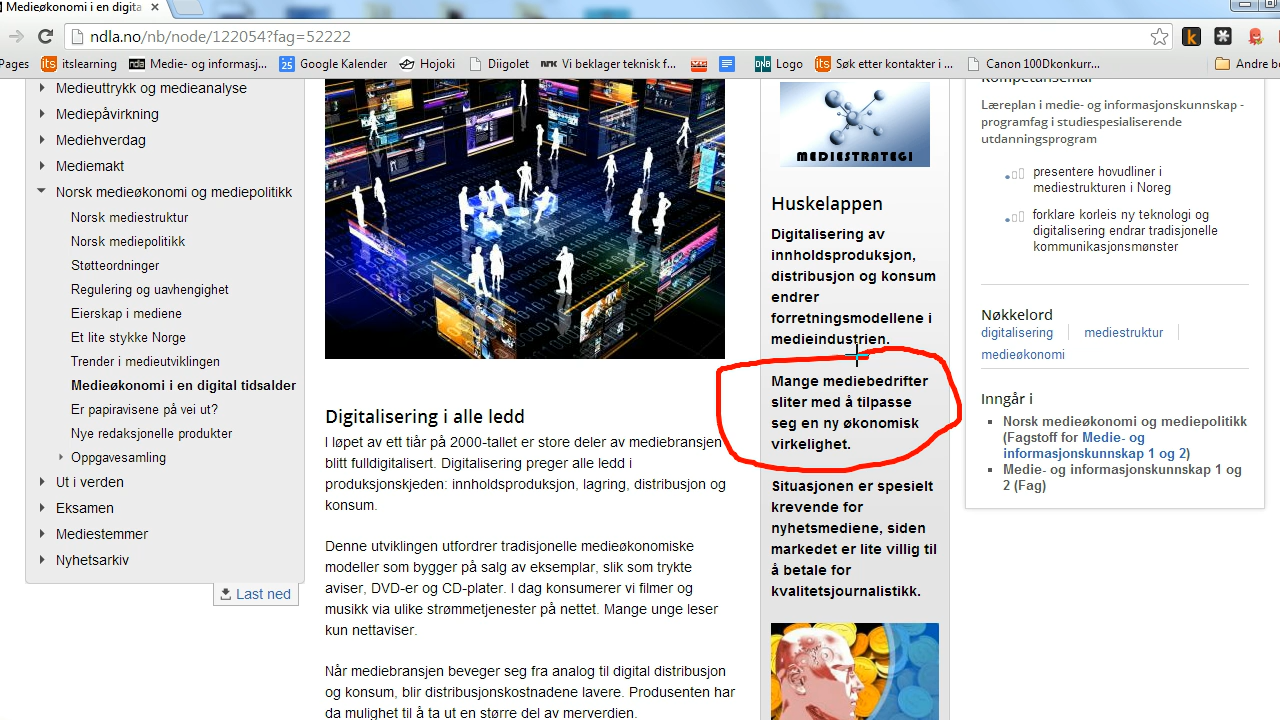 Medieøkonomi i en digita
ndla.no/nb/node/122054?fag=52222
Pages
itslearning
Medie- og informasj...
Google Kalender
Hojoki
Diigolet
Vi beklager teknisk f...
Logo
Søk etter kontakter i ...
Canon 100Dkonkurr...
Andre b
Medieuttrykk og medieanalyse
Mediepåvirkning
Mediehverdag
Mediemakt
Norsk medieøkonomi og mediepolitikk
Norsk mediestruktur
Norsk mediepolitikk
Støtteordninger
Regulering og uavhengighet
Eierskap i mediene
Et lite stykke Norge
Trender i medieutviklingen
Medieøkonomi i en digital tidsalder
Er papiravisene på vei ut?
Nye redaksjonelle produkter
Oppgavesamling
Ut i verden
Eksamen
Mediestemmer
Nyhetsarkiv
Last ned
Digitalisering i alle ledd
I løpet av ett tiår på 2000-tallet er store deler av mediebransjen
blitt fulldigitalisert. Digitalisering preger alle ledd i
produksjonskjeden: innholdsproduksjon, lagring, distribusjon og
konsum.
Denne utviklingen utfordrer tradisjonelle medieøkonomiske
modeller som bygger på salg av eksemplar, slik som trykte
aviser, DVD-er og CD-plater. I dag konsumerer vi filmer og
musikk via ulike strømmetjenester på nettet. Mange unge leser
kun nettaviser.
Når mediebransjen beveger seg fra analog til digital distribusjon
og konsum, blir distribusjonskostnadene lavere. Produsenten har
da mulighet til å ta ut en større del av merverdien.
MEDIESTRATEGI
Huskelappen
Digitalisering av
innholdsproduksjon,
distribusjon og konsum
endrer
forretningsmodellene i
medieindustrien.
Mange mediebedrifter
sliter med å tilpasse
seg en ny økonomisk
virkelighet.
Situasjonen er spesielt
krevende for
nyhetsmediene, siden
markedet er lite villig til
å betale for
kvalitetsjournalistikk.
Kompetansemål
Læreplan i medie- og informasjonskunnskap -
programfag i studiespesialiserende
utdanningsprogram
presentere hovudliner i
mediestrukturen i Noreg
forklare korleis ny teknologi og
digitalisering endrar tradisjonelle
kommunikasjonsmønster
Nøkkelord
digitalisering
mediestruktur
medieøkonomi
Inngår i
Norsk medieøkonomi og mediepolitikk
(Fagstoff for Medie- og
informasjonskunnskap 1 og 2)
Medie- og informasjonskunnskap 1 og
2 (Fag)